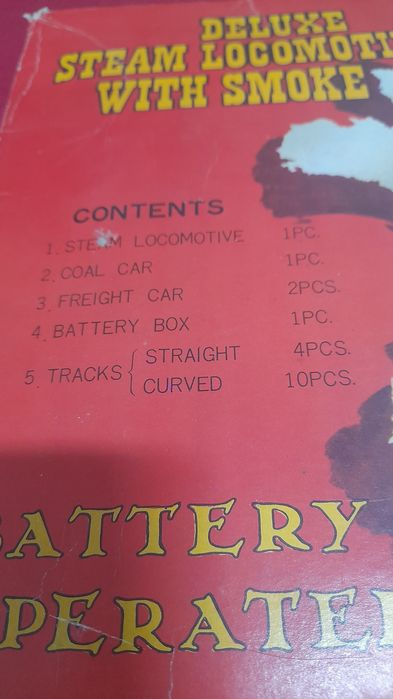 DELUXE
STEAM LOCOMOTI
WITH SMOKE
CONTENTS
1. STEAM LOCOMOTIVE 1PC.
2. COAL CAR 1PC.
3. FREIGHT CAR 2PCS.
4. BATTERY BOX 1PC.
5. TRACKS { STRAIGHT 4PCS.
CURVED 10PCS.
BATTERY
PERATE